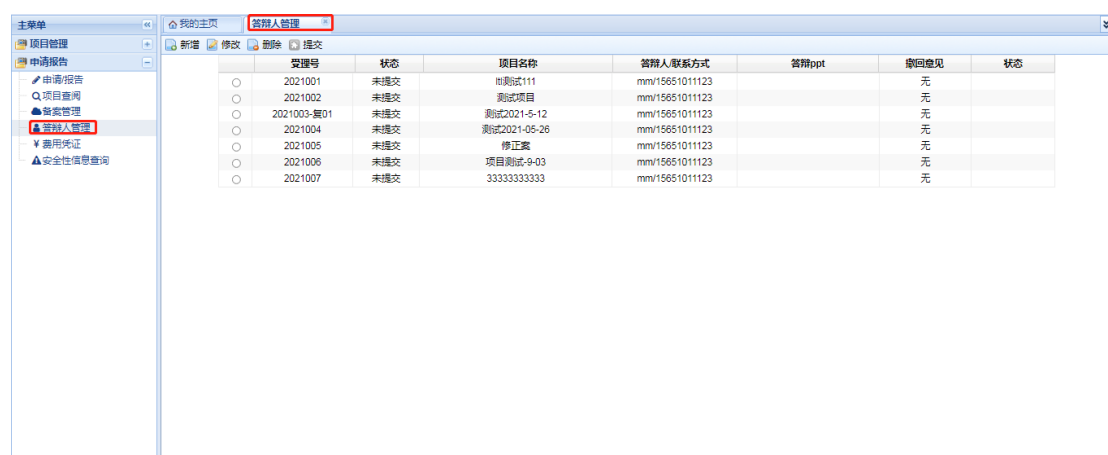 主菜单
项目管理
申请报告
申请/报告
项目查阅
备案管理
答辩人管理
¥ 费用凭证
安全性信息查询
我的主页 答辩人管理
新增 修改 删除 提交
受理号 状态 项目名称 答辩人/联系方式 答辩ppt 撤回意见 状态
2021001 未提交 ltl测试111 mm/15651011123 无
2021002 未提交 测试项目 mm/15651011123 无
2021003-复01 未提交 测试2021-5-12 mm/15651011123 无
2021004 未提交 测试2021-05-26 mm/15651011123 无
2021005 未提交 修正案 mm/15651011123 无
2021006 未提交 项目测试-9-03 mm/15651011123 无
2021007 未提交 33333333333 mm/15651011123 无